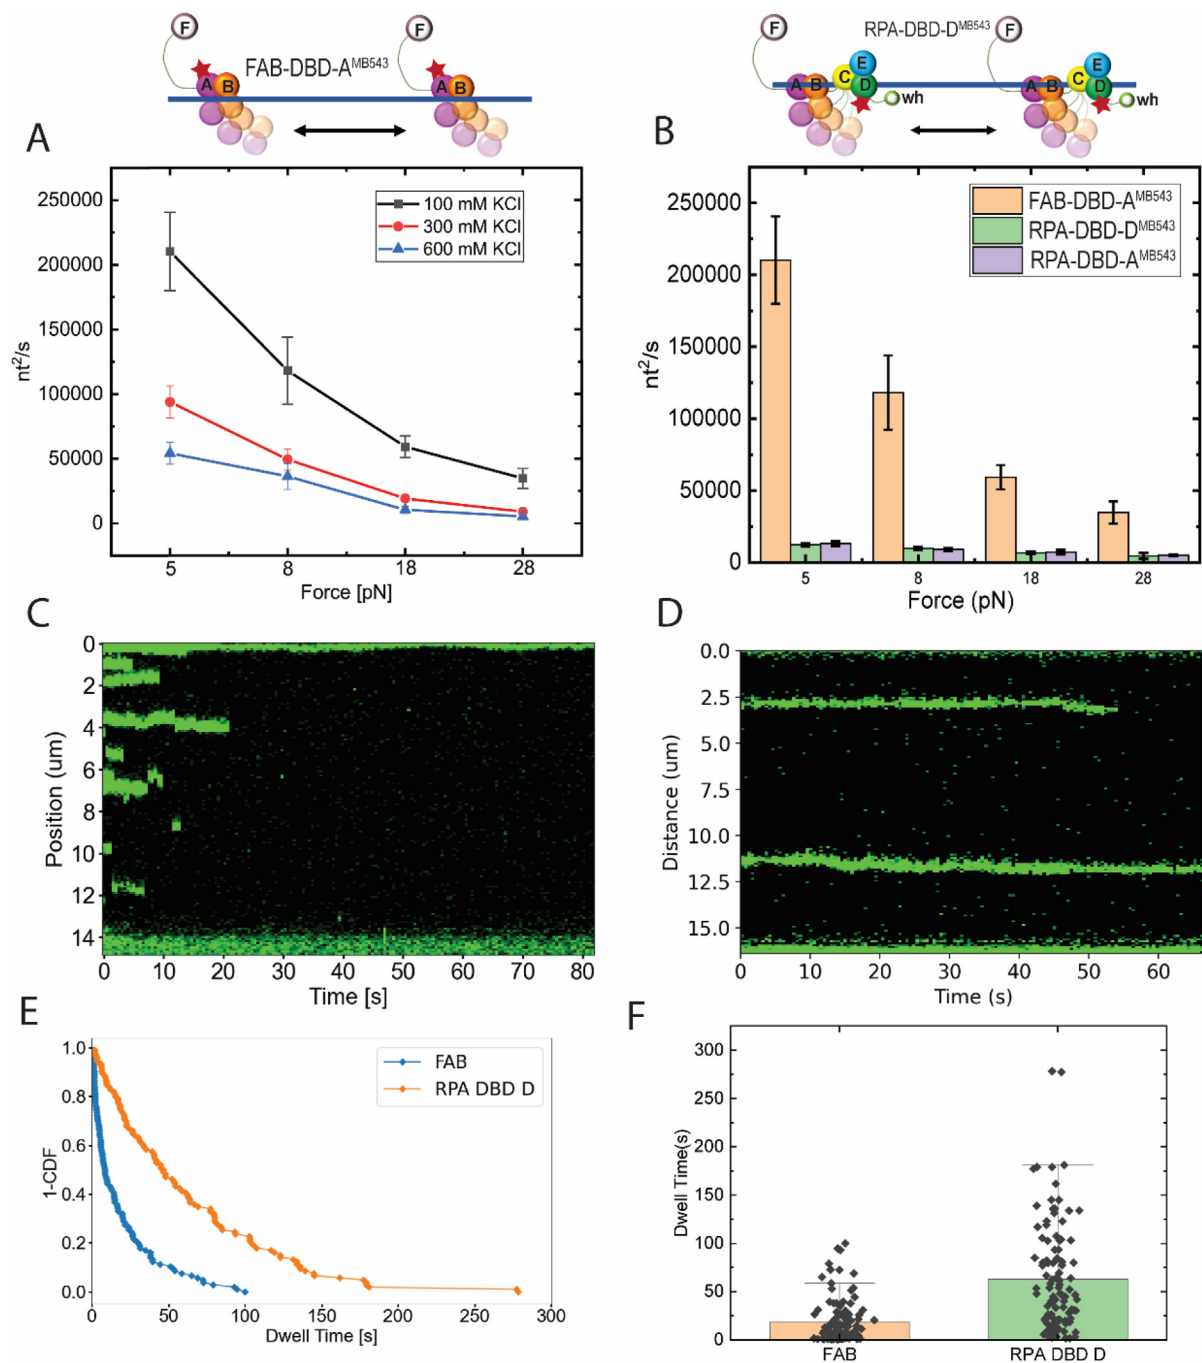 F
FAB-DBD-A^MB543
F
A B
A B
A
250000
200000
150000
100000
50000
0
nt²/s
100 mM KCl
300 mM KCl
600 mM KCl
5 8 18 28
Force [pN]
F
RPA-DBD-D^MB543
F
A B C E D wh
A B C E D wh
B
250000
200000
150000
100000
50000
0
nt²/s
FAB-DBD-A^MB543
RPA-DBD-D^MB543
RPA-DBD-A^MB543
5 8 18 28
Force (pN)
C
0
2
4
6
8
10
12
14
Position (um)
0 10 20 30 40 50 60 70 80
Time [s]
D
0.0
2.5
5.0
7.5
10.0
12.5
15.0
Distance (um)
0 10 20 30 40 50 60
Time (s)
E
1.0
0.8
0.6
0.4
0.2
0.0
1-CDF
FAB
RPA DBD D
0 50 100 150 200 250 300
Dwell Time [s]
F
300
250
200
150
100
50
0
Dwell Time(s)
FAB RPA DBD D